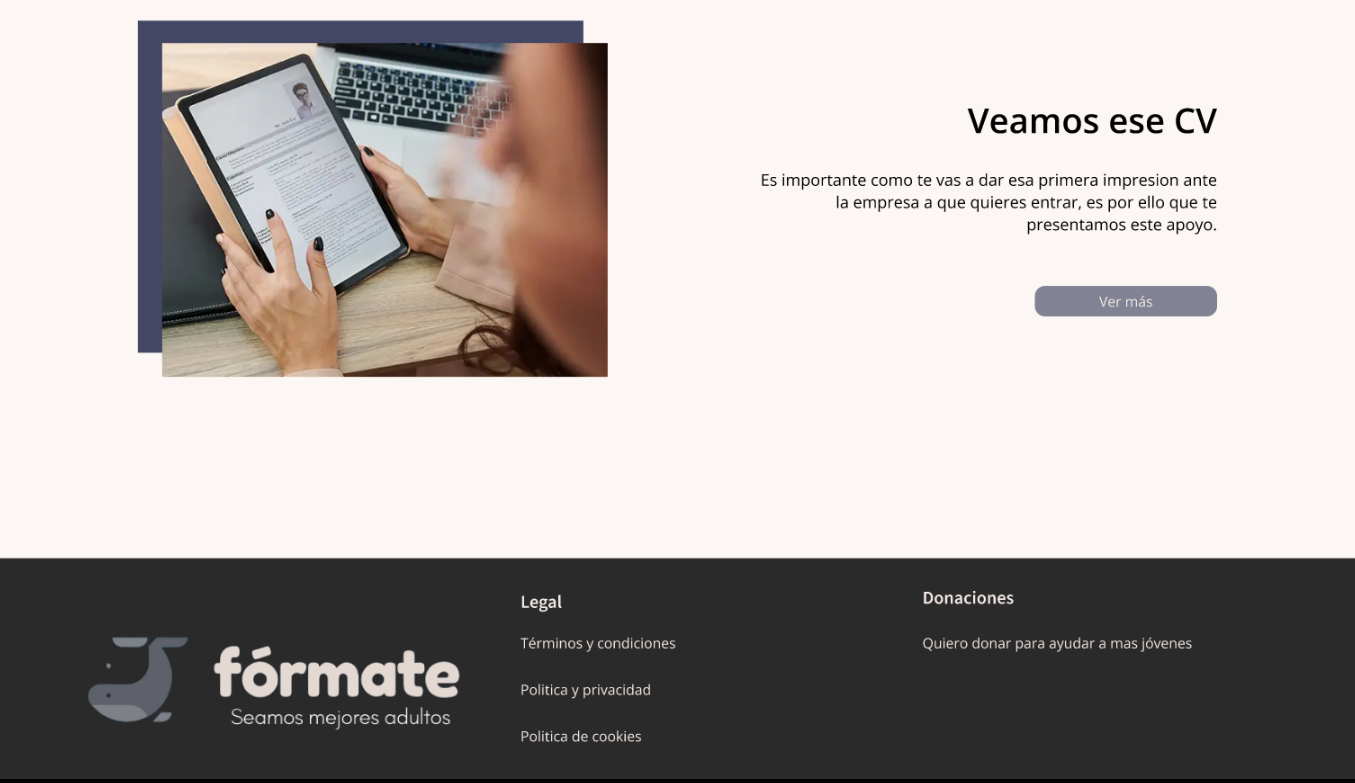 Veamos ese CV
Es importante como te vas a dar esa primera impresion ante
la empresa a que quieres entrar, es por ello que te
presentamos este apoyo.
Ver más
fórmate
Seamos mejores adultos
Legal
Términos y condiciones
Politica y privacidad
Politica de cookies
Donaciones
Quiero donar para ayudar a mas jóvenes